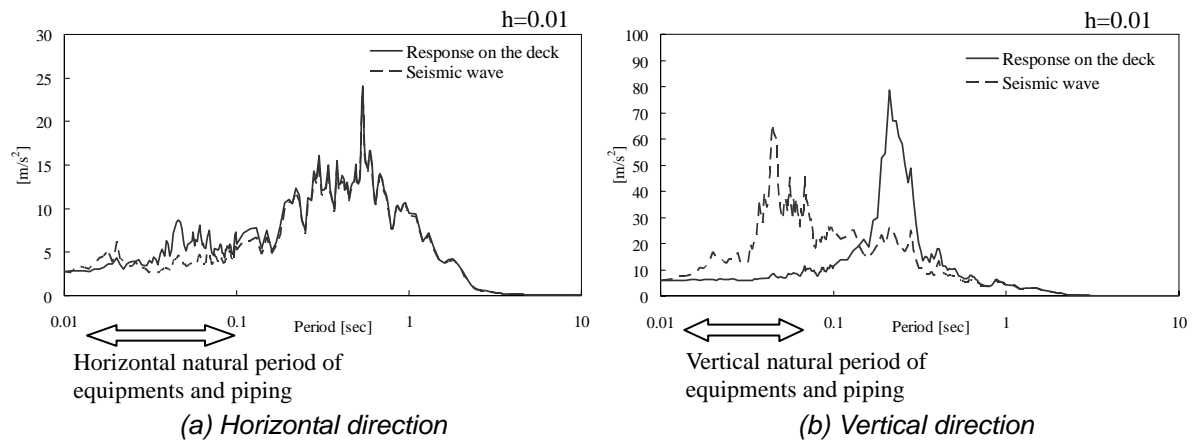 h=0.01
30
25
20
15
10
5
0
[m/s²]
Response on the deck
Seismic wave
0.01
0.1
Period [sec]
1
10
Horizontal natural period of
equipments and piping
(a) Horizontal direction
h=0.01
100
90
80
70
60
50
40
30
20
10
0
[m/s²]
Response on the deck
Seismic wave
0.01
0.1
Period [sec]
1
10
Vertical natural period of
equipments and piping
(b) Vertical direction